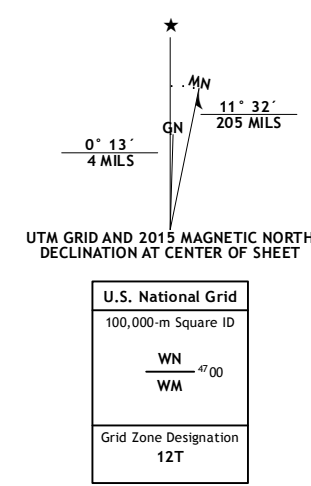 ★
MN
GN
11° 32´
205 MILS
0° 13´
4 MILS
UTM GRID AND 2015 MAGNETIC NORTH
DECLINATION AT CENTER OF SHEET
U.S. National Grid
100,000-m Square ID
WN
4700
WM
Grid Zone Designation
12T